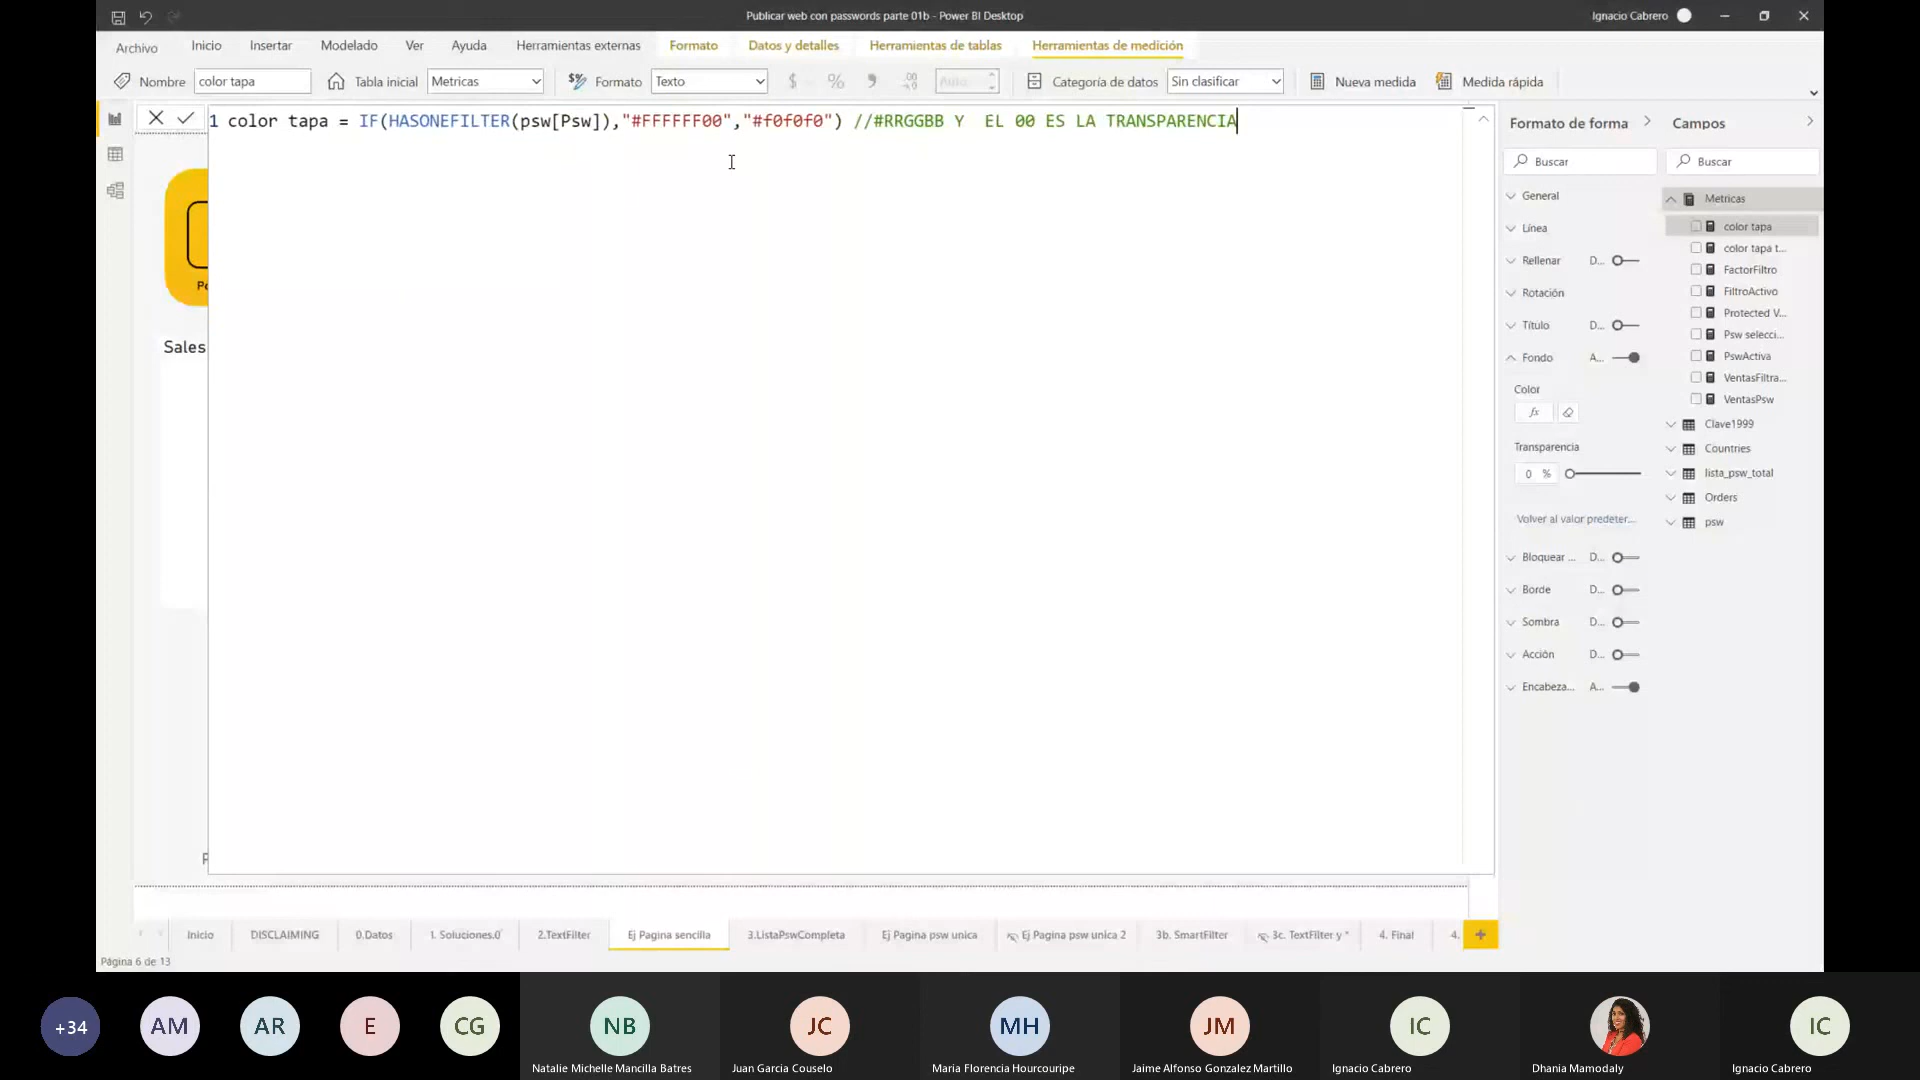 Publicar web con passwords parte 01b - Power BI Desktop
Ignacio Cabrero
Archivo Inicio Insertar Modelado Ver Ayuda Herramientas externas Formato Datos y detalles Herramientas de tablas Herramientas de medición
Nombre color tapa Tabla inicial Metricas Formato Texto $ % Auto Categoría de datos Sin clasificar Nueva medida Medida rápida
1 color tapa = IF(HASONEFILTER(psw[Psw]),"#FFFFFF00","#f0f0f0") //#RRGGBB Y  EL 00 ES LA TRANSPARENCIA
Sales
Formato de forma
Buscar
General
Línea
Rellenar D...
Rotación
Título D...
Fondo A...
Color
fx
Transparencia
0 %
Volver al valor predeter...
Bloquear ... D...
Borde D...
Sombra D...
Acción D...
Encabeza... A...
Campos
Buscar
Metricas
color tapa
color tapa t...
FactorFiltro
FiltroActivo
Protected V...
Psw selecci...
PswActiva
VentasFiltra...
VentasPsw
Clave1999
Countries
lista_psw_total
Orders
psw
Inicio DISCLAIMING 0.Datos 1. Soluciones.0 2.TextFilter Ej Pagina sencilla 3.ListaPswCompleta Ej Pagina psw unica Ej Pagina psw unica 2 3b. SmartFilter 3c. TextFilter y * 4. Final 4. +
Página 6 de 13
+34 AM AR E CG NB JC MH JM IC IC
Natalie Michelle Mancilla Batres Juan Garcia Couselo Maria Florencia Hourcouripe Jaime Alfonso Gonzalez Martillo Ignacio Cabrero Dhania Mamodaly Ignacio Cabrero